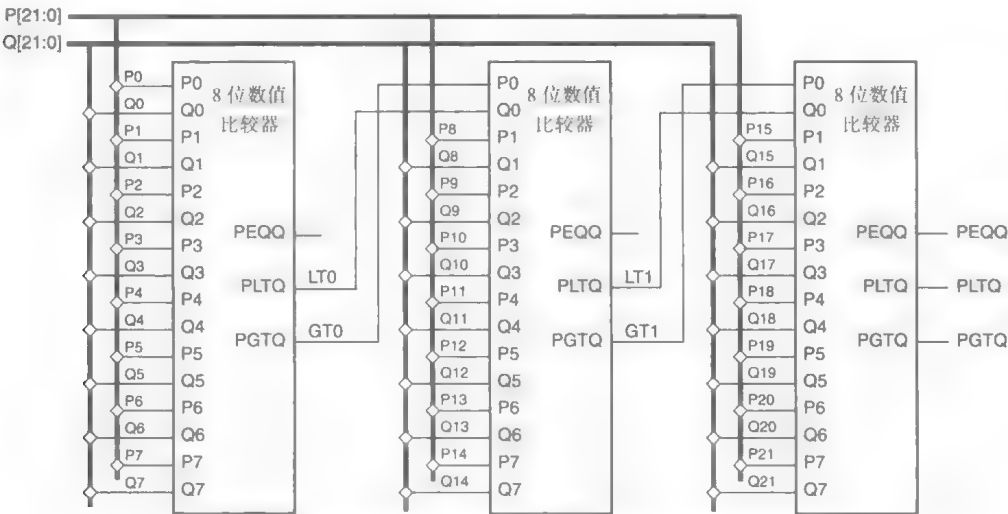 P[21:0]
Q[21:0]
P0
Q0
P1
Q1
P2
Q2
P3
Q3
P4
Q4
P5
Q5
P6
Q6
P7
Q7
P0
Q0
P1
Q1
P2
Q2
P3
Q3
P4
Q4
P5
Q5
P6
Q6
P7
Q7
8 位数值
比较器
PEQQ
PLTQ
PGTQ
LT0
GT0
P8
Q8
P9
Q9
P10
Q10
P11
Q11
P12
Q12
P13
Q13
P14
Q14
P0
Q0
P1
Q1
P2
Q2
P3
Q3
P4
Q4
P5
Q5
P6
Q6
P7
Q7
8 位数值
比较器
PEQQ
PLTQ
PGTQ
LT1
GT1
P15
Q15
P16
Q16
P17
Q17
P18
Q18
P19
Q19
P20
Q20
P21
Q21
P0
Q0
P1
Q1
P2
Q2
P3
Q3
P4
Q4
P5
Q5
P6
Q6
P7
Q7
8 位数值
比较器
PEQQ
PLTQ
PGTQ
PEQQ
PLTQ
PGTQ